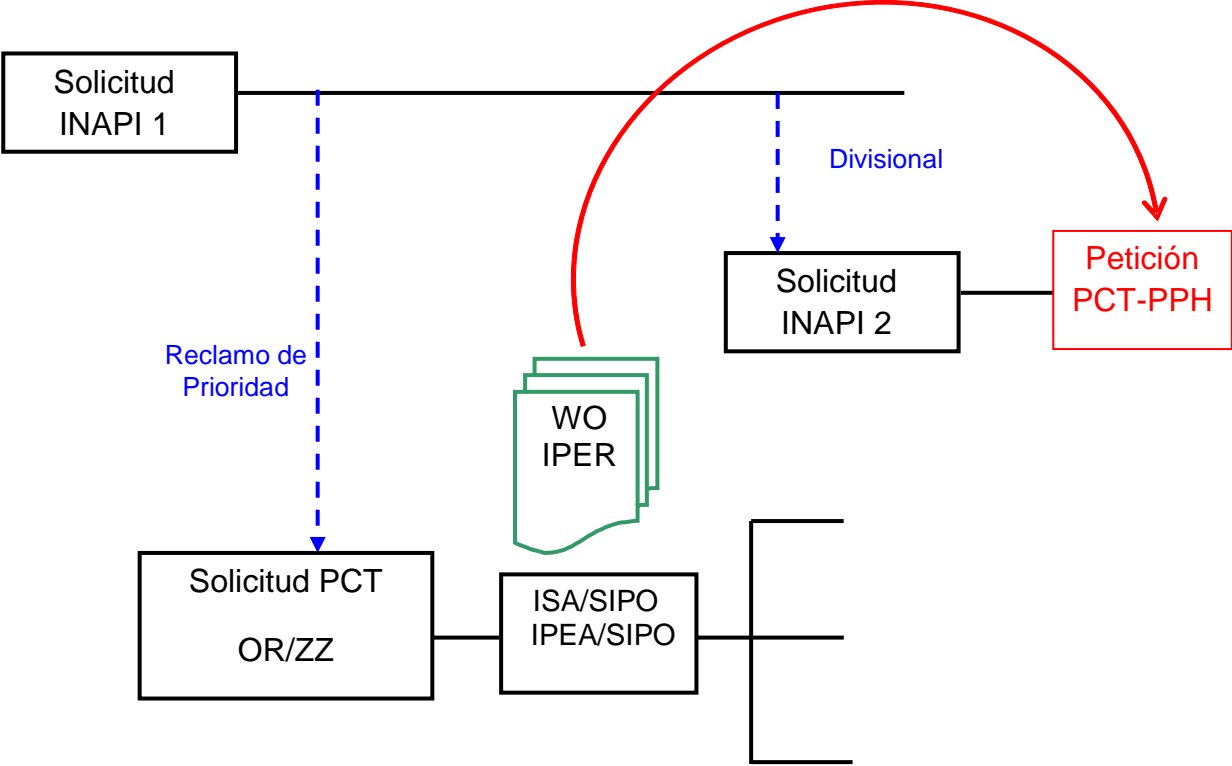 Solicitud
INAPI 1
Divisional
Solicitud
INAPI 2
Petición
PCT-PPH
Reclamo de
Prioridad
WO
IPER
Solicitud PCT
OR/ZZ
ISA/SIPO
IPEA/SIPO